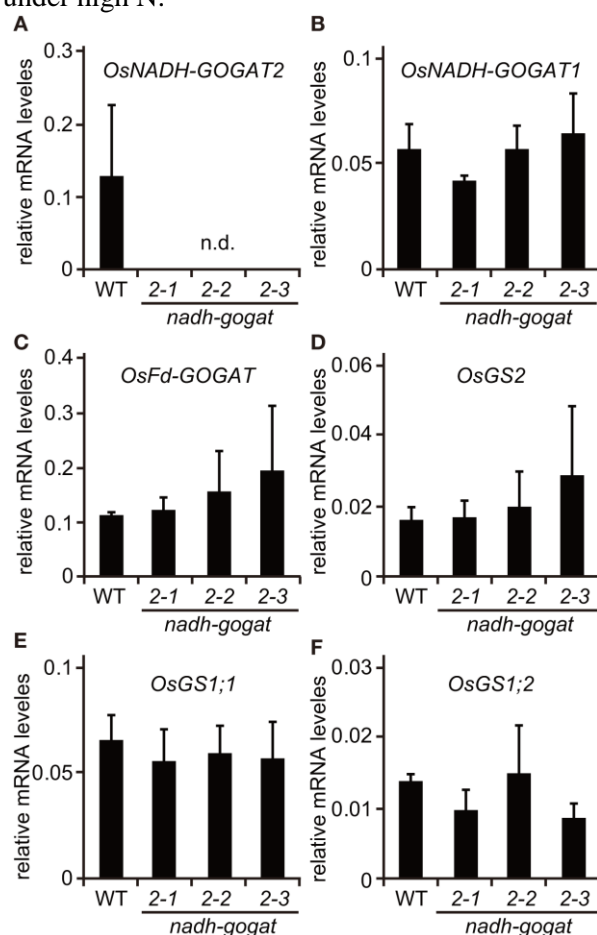 under high N.
A
OsNADH-GOGAT2
relative mRNA leveles
0.3
0.2
0.1
0
n.d.
WT 2-1 2-2 2-3
nadh-gogat
B
OsNADH-GOGAT1
relative mRNA leveles
0.1
0.05
0
WT 2-1 2-2 2-3
nadh-gogat
C
OsFd-GOGAT
relative mRNA leveles
0.4
0.3
0.2
0.1
0
WT 2-1 2-2 2-3
nadh-gogat
D
OsGS2
relative mRNA leveles
0.06
0.04
0.02
0
WT 2-1 2-2 2-3
nadh-gogat
E
OsGS1;1
relative mRNA leveles
0.1
0.05
0
WT 2-1 2-2 2-3
nadh-gogat
F
OsGS1;2
relative mRNA leveles
0.03
0.02
0.01
0
WT 2-1 2-2 2-3
nadh-gogat